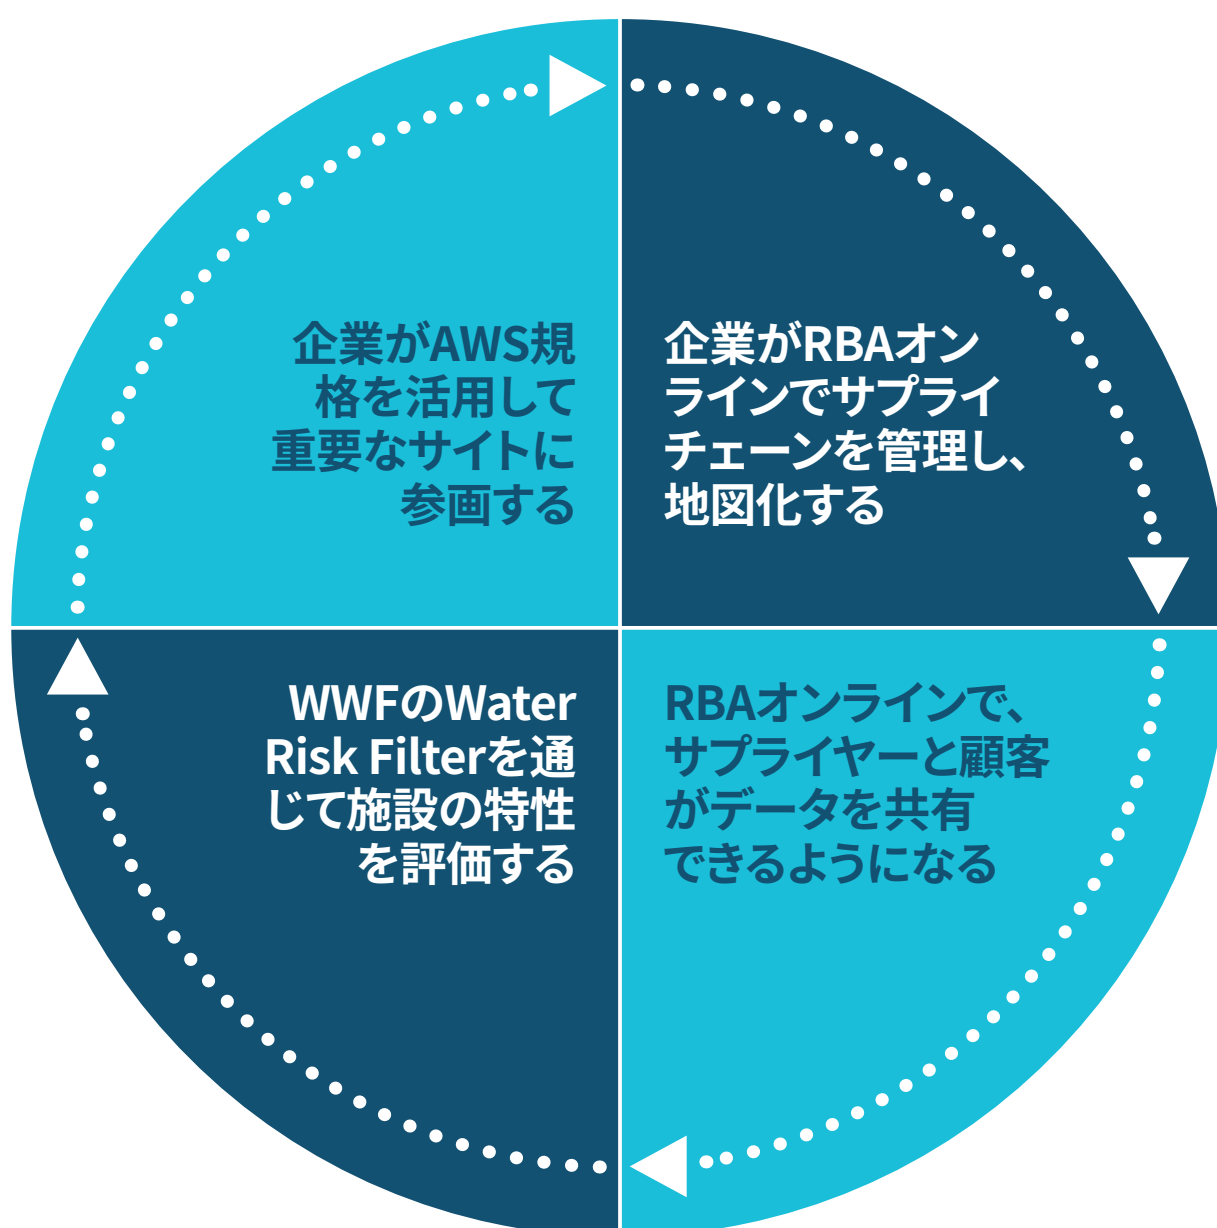 企業がAWS規
格を活用して
重要なサイトに
参画する
企業がRBAオン
ラインでサプライ
チェーンを管理し、
地図化する
WWFのWater
Risk Filterを通
じて施設の特性
を評価する
RBAオンラインで、
サプライヤーと顧客
がデータを共有
できるようになる